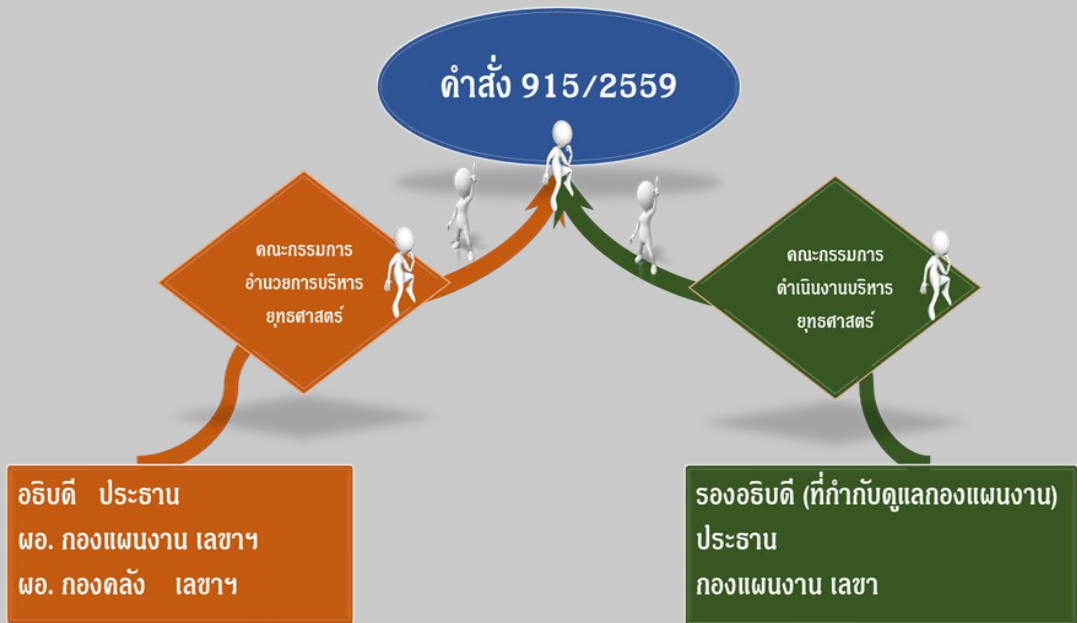 คำสั่ง 915/2559
คณะกรรมการ
อำนวยการบริหาร
ยุทธศาสตร์
คณะกรรมการ
ดำเนินงานบริหาร
ยุทธศาสตร์
อธิบดี ประธาน
ผอ. กองแผนงาน เลขาฯ
ผอ. กองคลัง เลขาฯ
รองอธิบดี (ที่กำกับดูแลกองแผนงาน)
ประธาน
กองแผนงาน เลขา